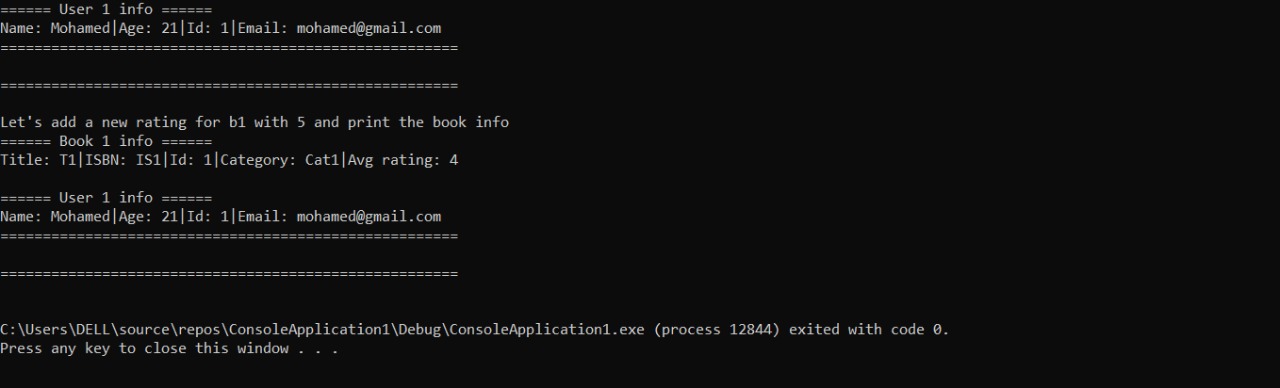 ====== User 1 info ======
Name: Mohamed|Age: 21|Id: 1|Email: mohamed@gmail.com
======================================================
======================================================
Let's add a new rating for b1 with 5 and print the book info
====== Book 1 info ======
Title: T1|ISBN: IS1|Id: 1|Category: Cat1|Avg rating: 4
====== User 1 info ======
Name: Mohamed|Age: 21|Id: 1|Email: mohamed@gmail.com
======================================================
======================================================
C:\Users\DELL\source\repos\ConsoleApplication1\Debug\ConsoleApplication1.exe (process 12844) exited with code 0.
Press any key to close this window . . .